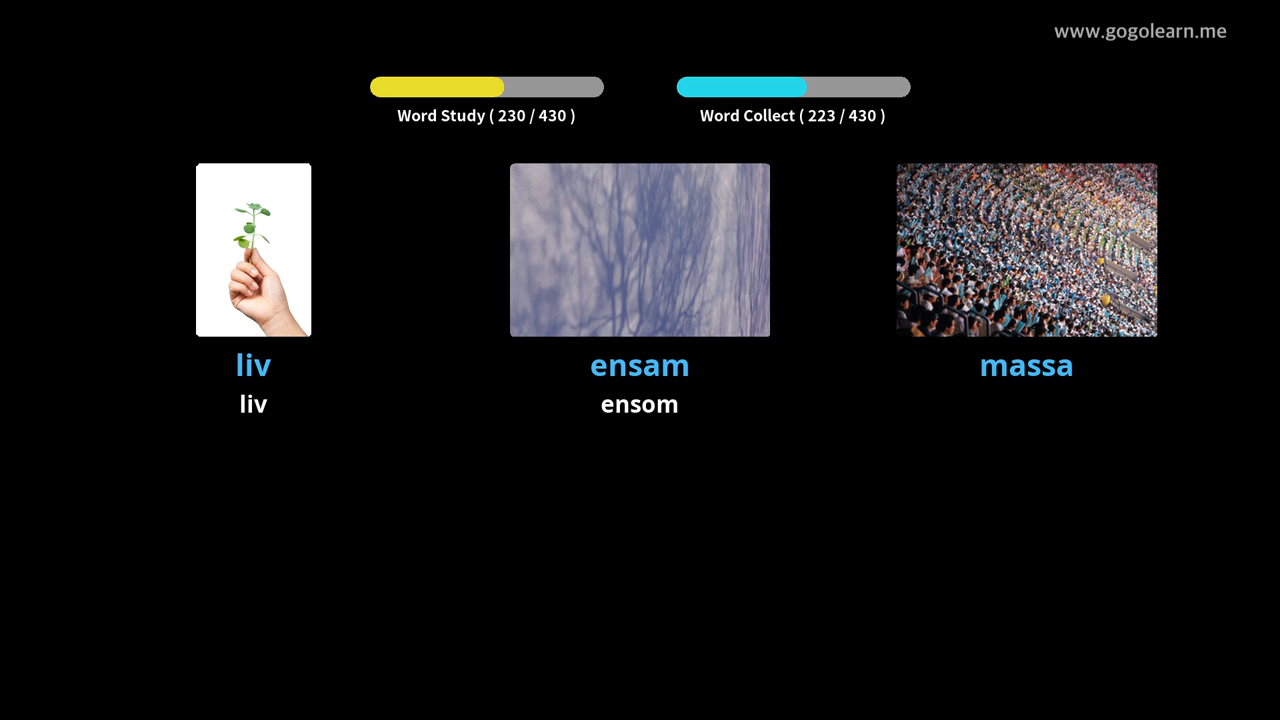 www.gogolearn.me
Word Study ( 230 / 430 )
Word Collect ( 223 / 430 )
liv
ensam
massa
liv
ensom